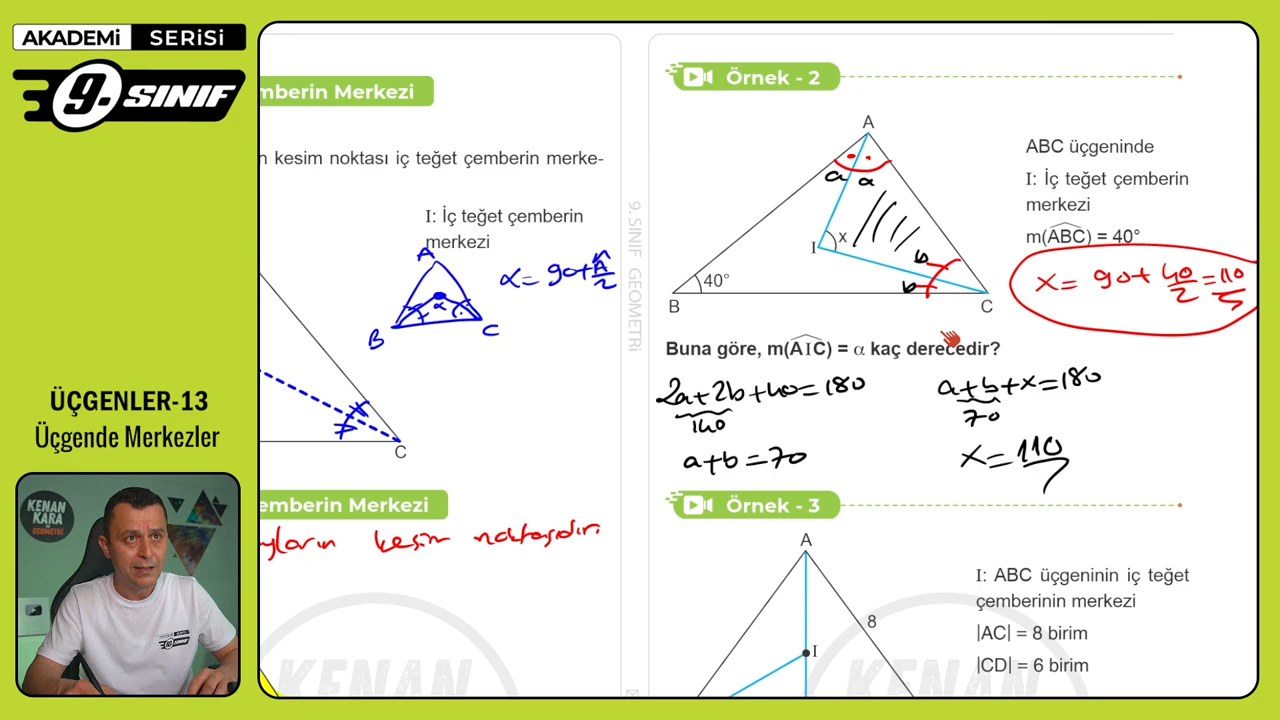 AKADEMİ SERİSİ
9. SINIF
ÜÇGENLER-13
Üçgende Merkezler
KENAN
KARA
GEOMETRİ
mberin Merkezi
n kesim noktası iç teğet çemberin merke-
I: İç teğet çemberin
merkezi
A
B
C
α
α = 90 + Â/2
C
emberin Merkezi
yların kesim noktasıdır.
KENAN
9. SINIF GEOMETRİ
Örnek - 2
A
a a
I
x
b
b
40°
B
C
ABC üçgeninde
I: İç teğet çemberin
merkezi
m(ABC) = 40°
x = 90 + 40/2 = 110
Buna göre, m(AIC) = α kaç derecedir?
2a + 2b + 40 = 180
140
a + b = 70
a + b + x = 180
70
x = 110
Örnek - 3
A
8
I
I: ABC üçgeninin iç teğet
çemberinin merkezi
|AC| = 8 birim
|CD| = 6 birim
KENAN